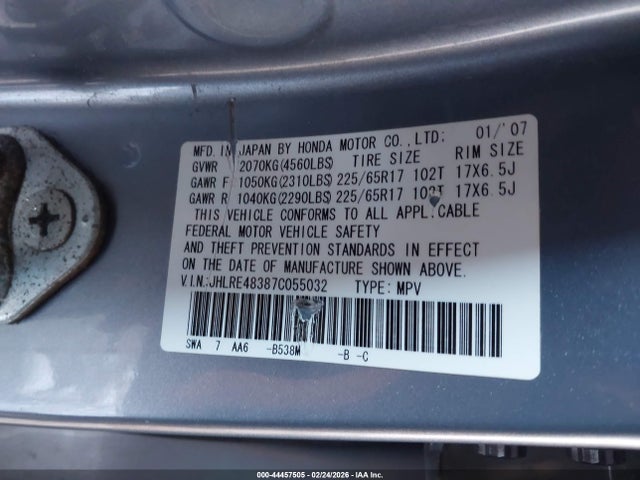 MFD. IN JAPAN BY HONDA MOTOR CO., LTD: 01/'07
GVWR 2070KG(4560LBS) TIRE SIZE RIM SIZE
GAWR F 1050KG(2310LBS) 225/65R17 102T 17X6.5J
GAWR R 1040KG(2290LBS) 225/65R17 102T 17X6.5J
THIS VEHICLE CONFORMS TO ALL APPLICABLE
FEDERAL MOTOR VEHICLE SAFETY
AND THEFT PREVENTION STANDARDS IN EFFECT
ON THE DATE OF MANUFACTURE SHOWN ABOVE.
V.I.N.:JHLRE48387C055032 TYPE: MPV
SWA 7 AA6 -B538M -B -C
000-44457505 - 02/24/2026 - IAA Inc.